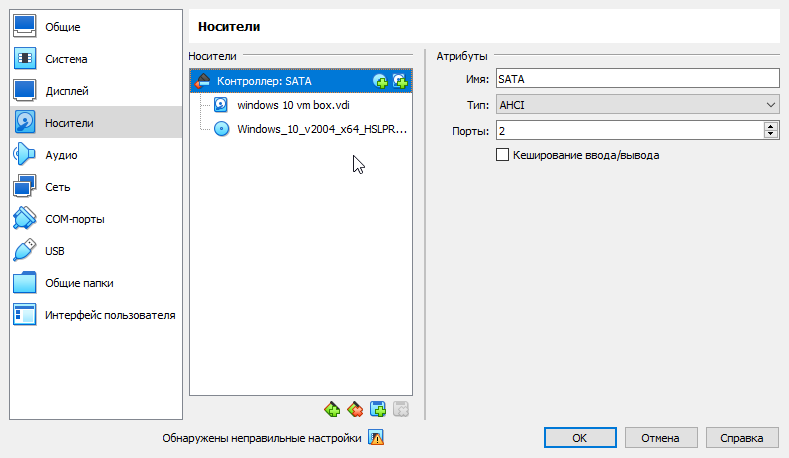 Общие
Система
Дисплей
Носители
Аудио
Сеть
COM-порты
USB
Общие папки
Интерфейс пользователя
Носители
Носители
Контроллер: SATA
windows 10 vm box.vdi
Windows_10_v2004_x64_HSLPR...
Атрибуты
Имя: SATA
Тип: AHCI
Порты: 2
Кеширование ввода/вывода
Обнаружены неправильные настройки
OK
Отмена
Справка